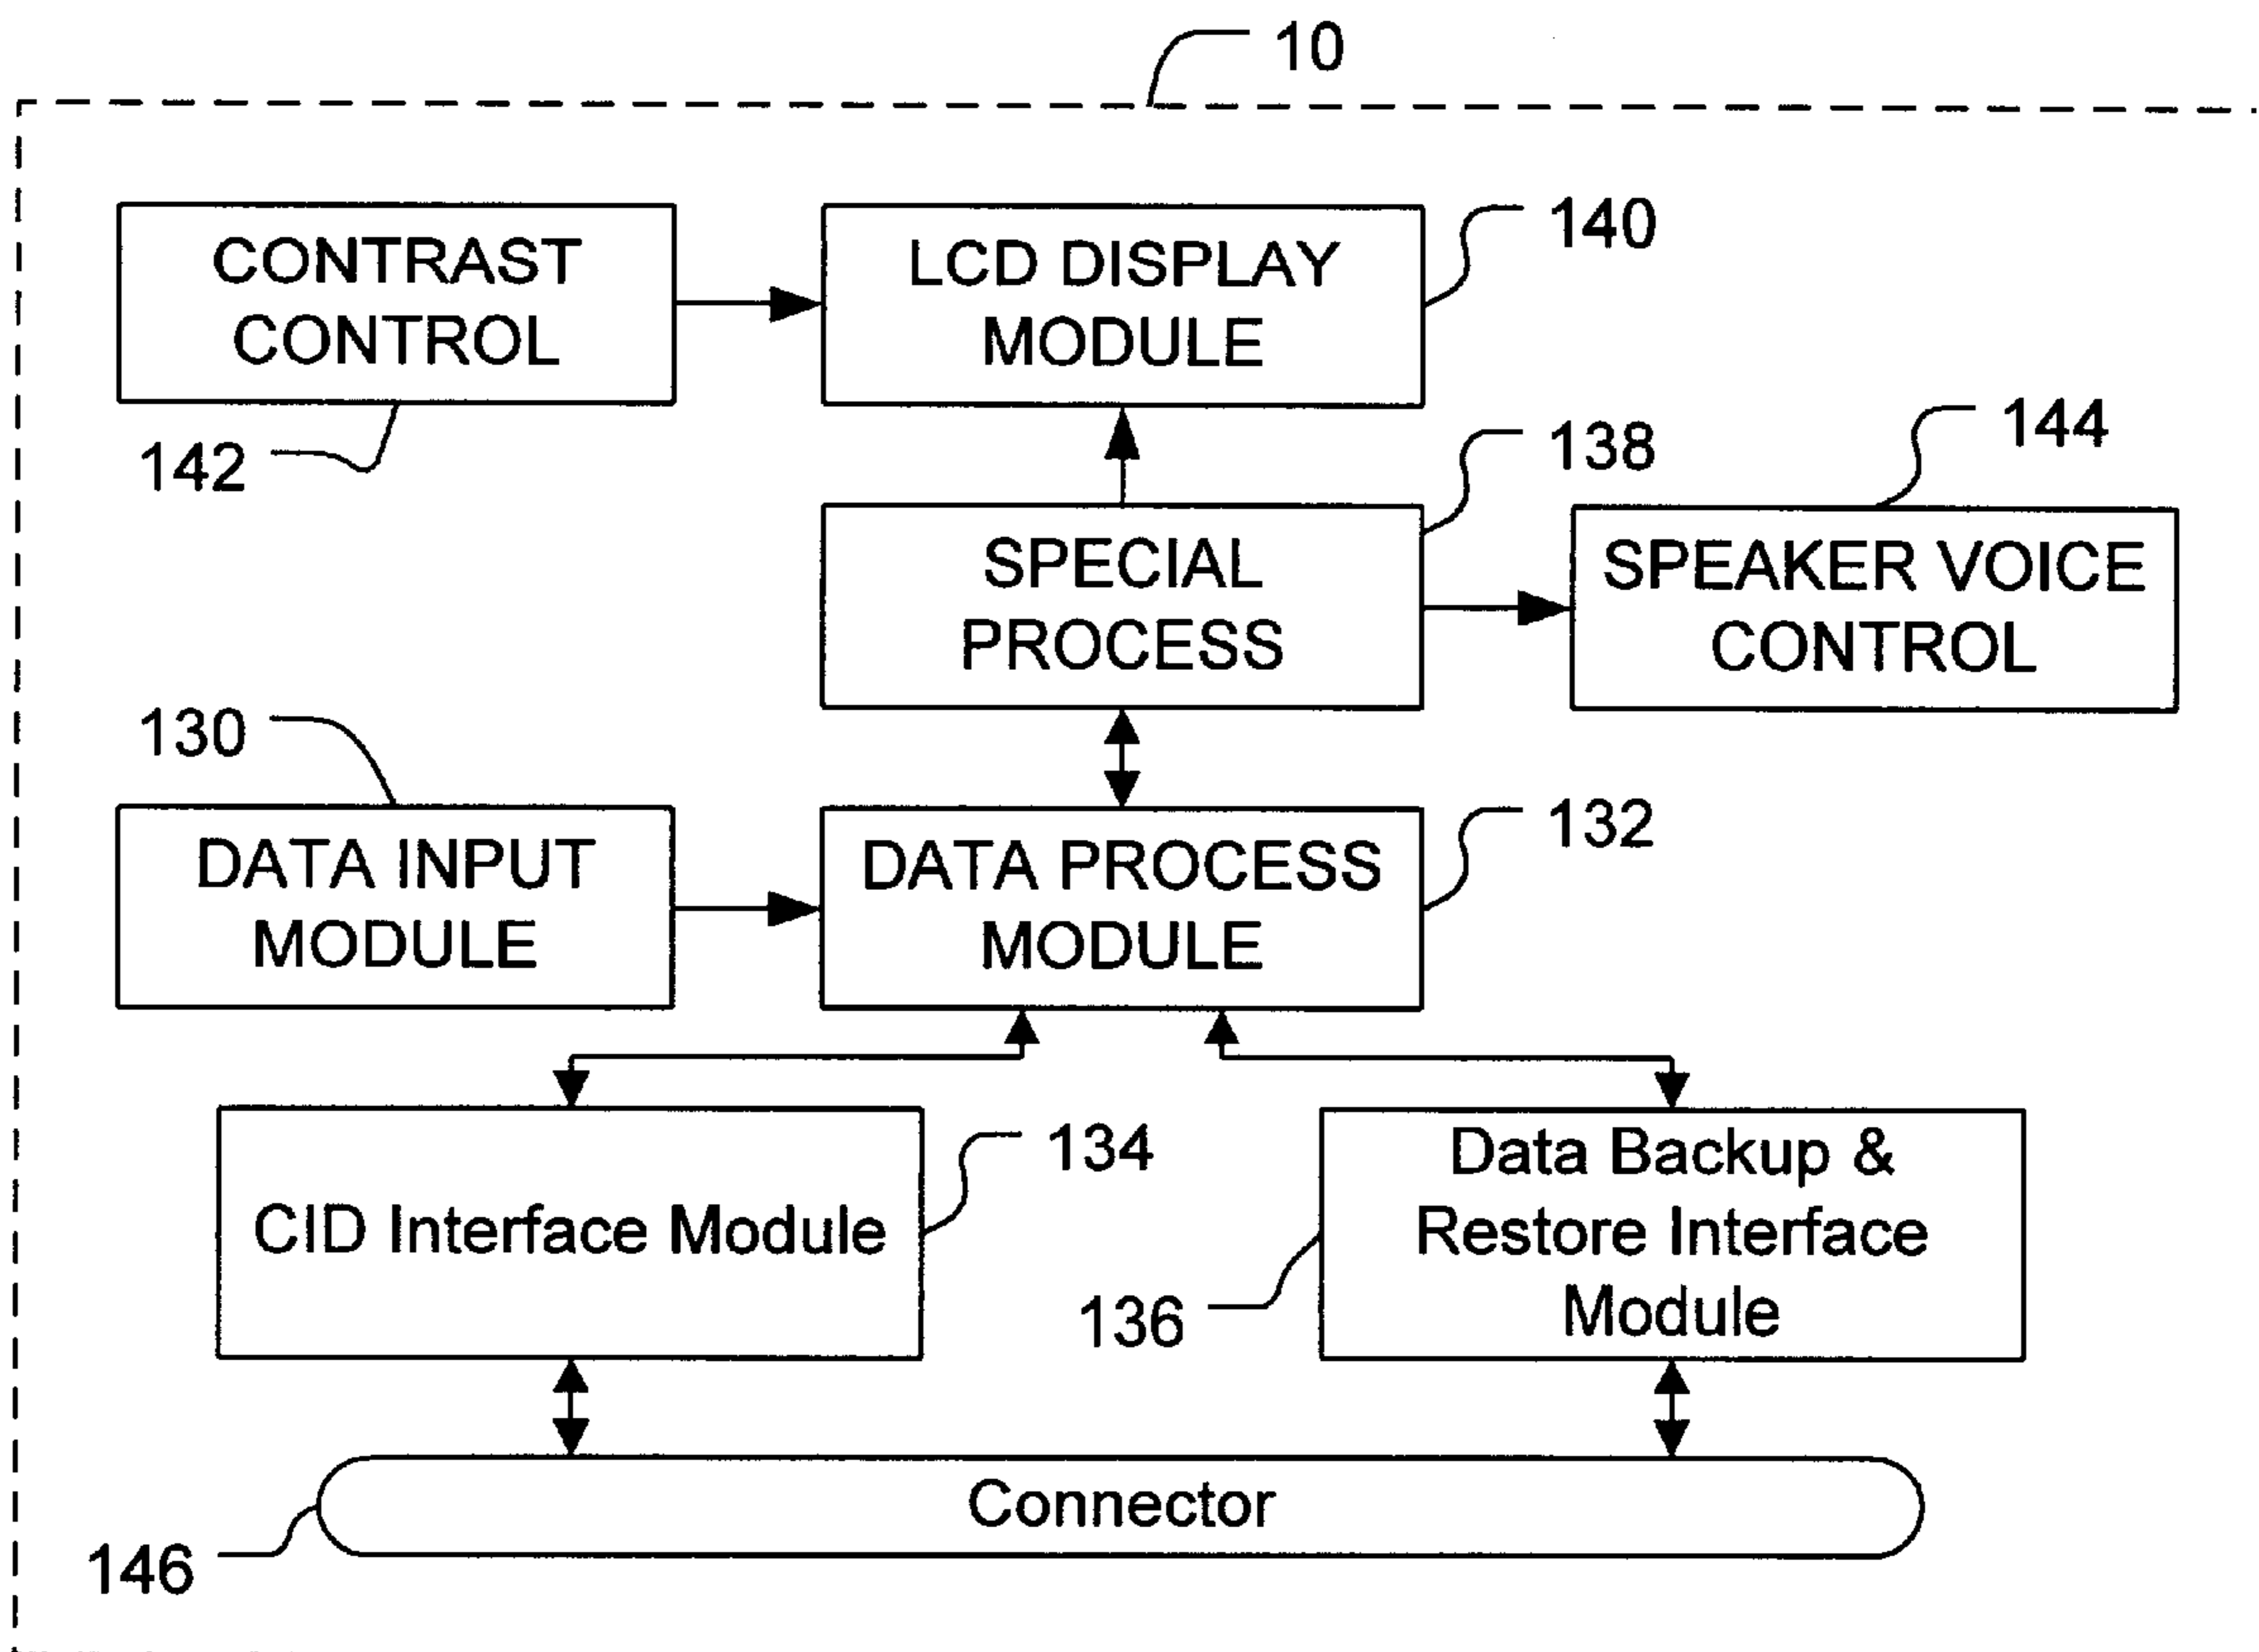 10
CONTRAST
CONTROL
142
LCD DISPLAY
MODULE
140
SPECIAL
PROCESS
138
SPEAKER VOICE
CONTROL
144
DATA INPUT
MODULE
130
DATA PROCESS
MODULE
132
CID Interface Module
134
Data Backup &
Restore Interface
Module
136
Connector
146